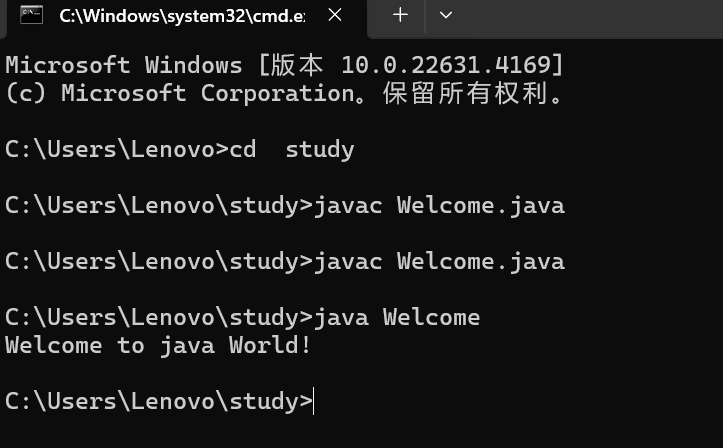 C:\Windows\system32\cmd.e
Microsoft Windows [版本 10.0.22631.4169]
(c) Microsoft Corporation。保留所有权利。
C:\Users\Lenovo>cd  study
C:\Users\Lenovo\study>javac Welcome.java
C:\Users\Lenovo\study>javac Welcome.java
C:\Users\Lenovo\study>java Welcome
Welcome to java World!
C:\Users\Lenovo\study>